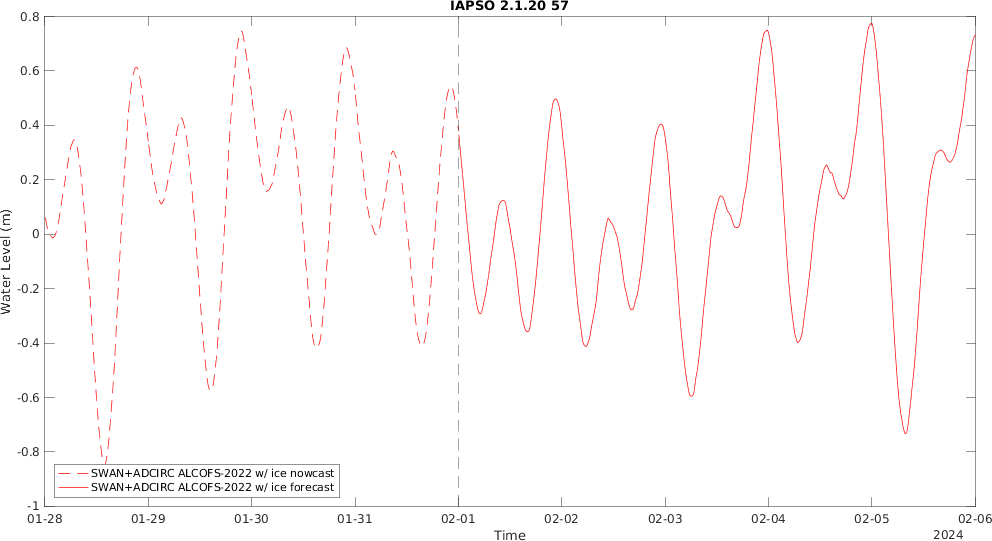 IAPSO 2.1.20 57
0.8
0.6
0.4
0.2
0
-0.2
-0.4
-0.6
-0.8
-1
Water Level (m)
SWAN+ADCIRC ALCOFS-2022 w/ ice nowcast
SWAN+ADCIRC ALCOFS-2022 w/ ice forecast
01-28 01-29 01-30 01-31 02-01 02-02 02-03 02-04 02-05 02-06
Time
2024